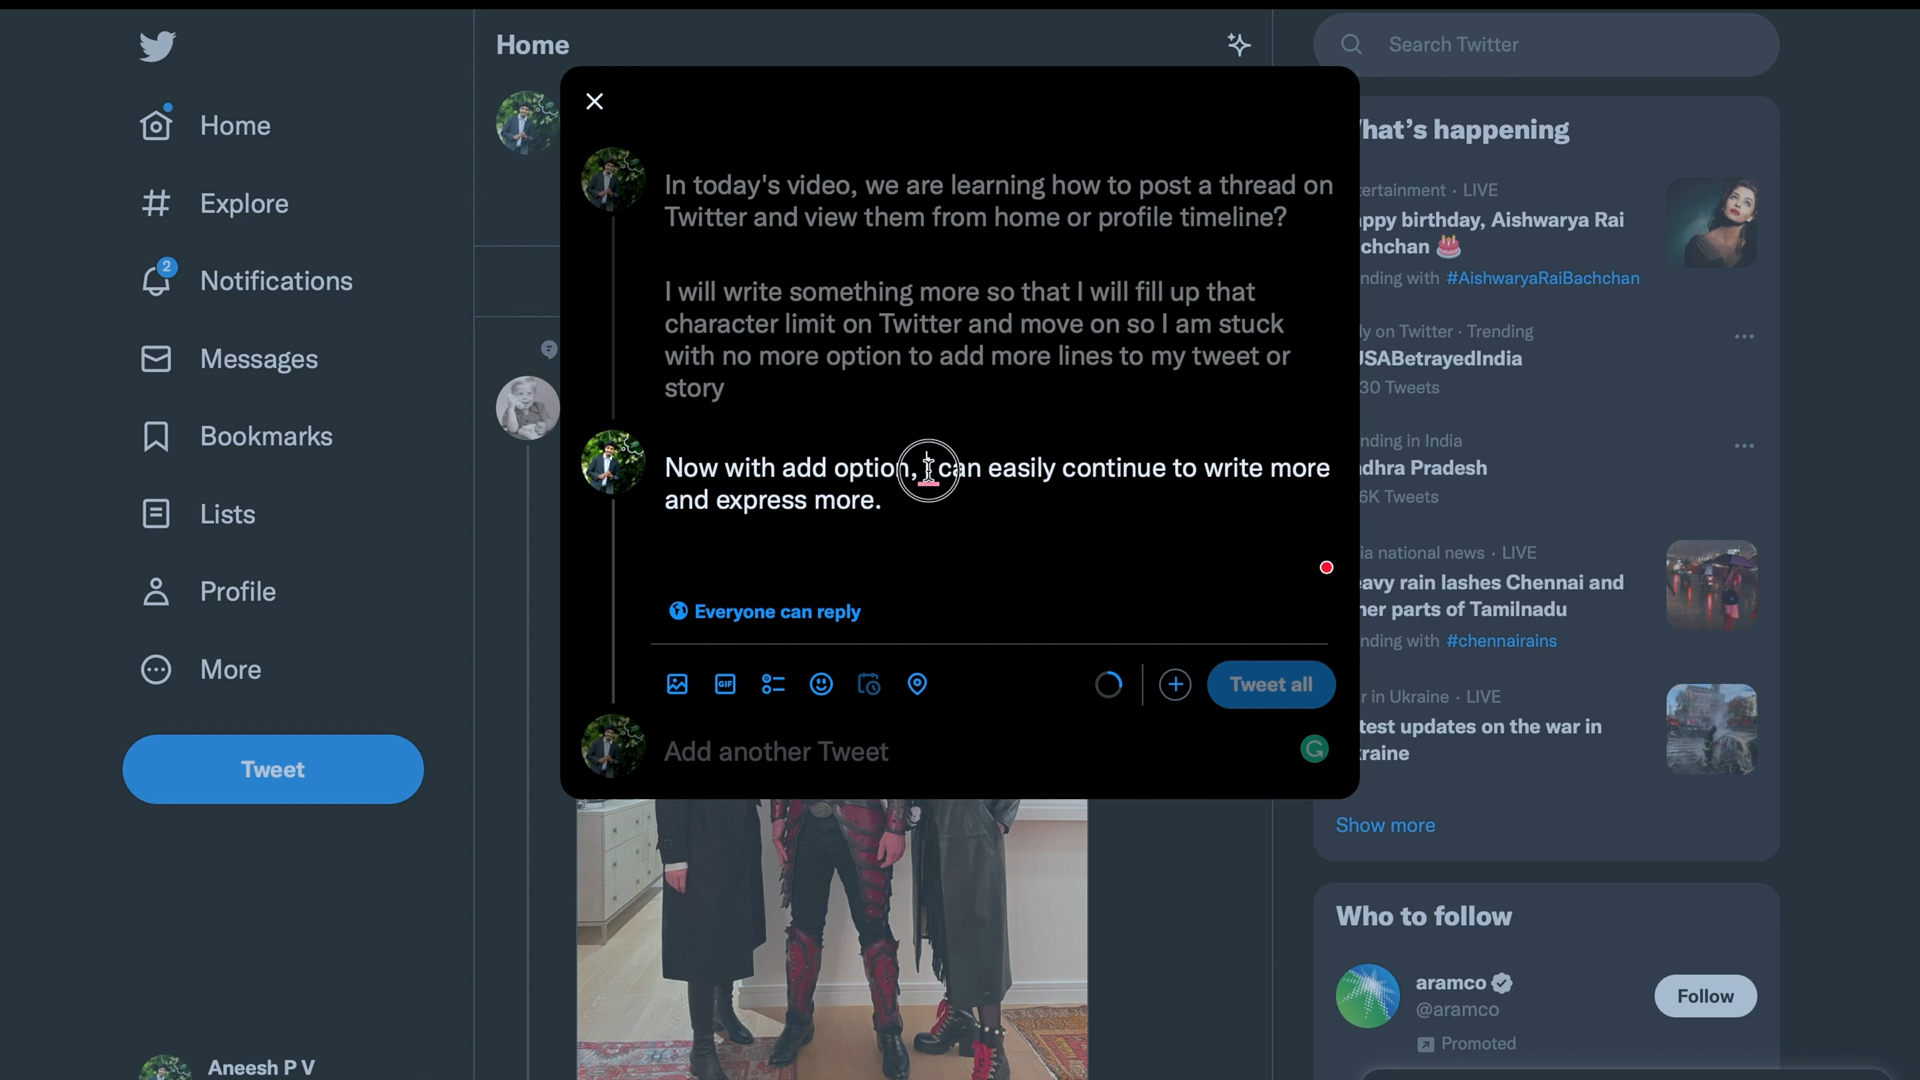 Home
Explore
Notifications
2
Messages
Bookmarks
Lists
Profile
More
Tweet
Aneesh P V
Home
In today's video, we are learning how to post a thread on
Twitter and view them from home or profile timeline?
I will write something more so that I will fill up that
character limit on Twitter and move on so I am stuck
with no more option to add more lines to my tweet or
story
Now with add option, I can easily continue to write more
and express more.
Everyone can reply
GIF
Tweet all
Add another Tweet
Search Twitter
hat's happening
ertainment · LIVE
ppy birthday, Aishwarya Rai
chchan
nding with #AishwaryaRaiBachchan
ly on Twitter · Trending
SABetrayedIndia
30 Tweets
nding in India
dhra Pradesh
6K Tweets
ia national news · LIVE
avy rain lashes Chennai and
er parts of Tamilnadu
nding with #chennairains
r in Ukraine · LIVE
test updates on the war in
raine
Show more
Who to follow
aramco
@aramco
Follow
Promoted